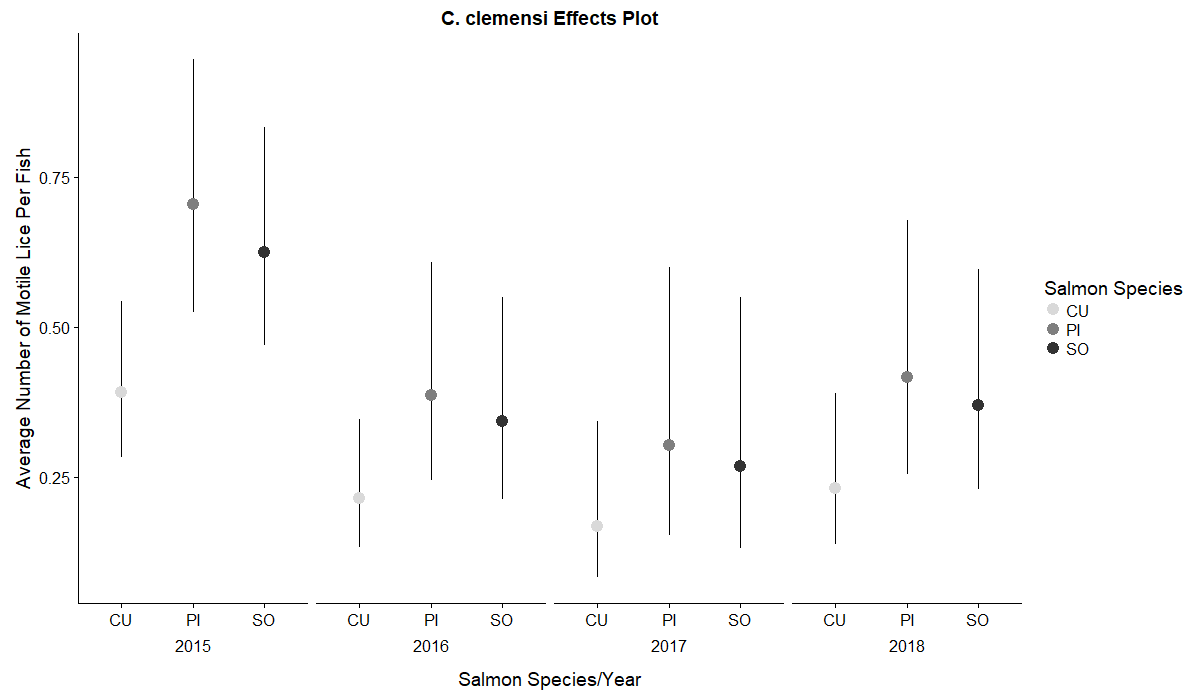 C. clemensi Effects Plot
Average Number of Motile Lice Per Fish
0.75
0.50
0.25
CU PI SO CU PI SO CU PI SO CU PI SO
2015 2016 2017 2018
Salmon Species/Year
Salmon Species
CU
PI
SO